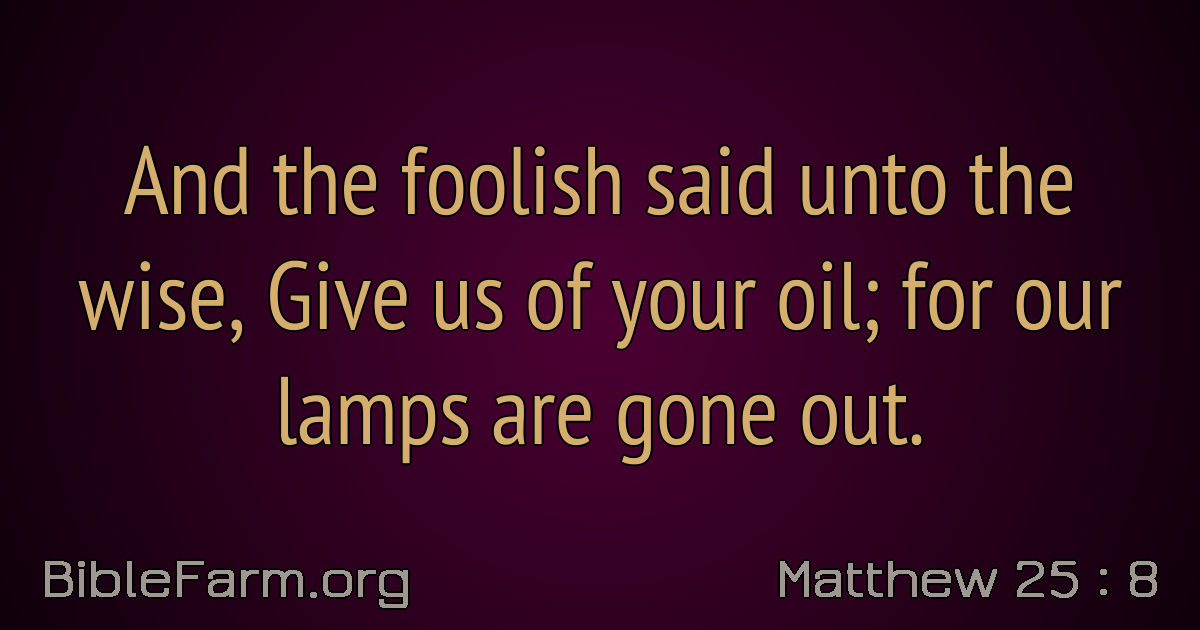 And the foolish said unto the
wise, Give us of your oil; for our
lamps are gone out.
BibleFarm.org
Matthew 25 : 8